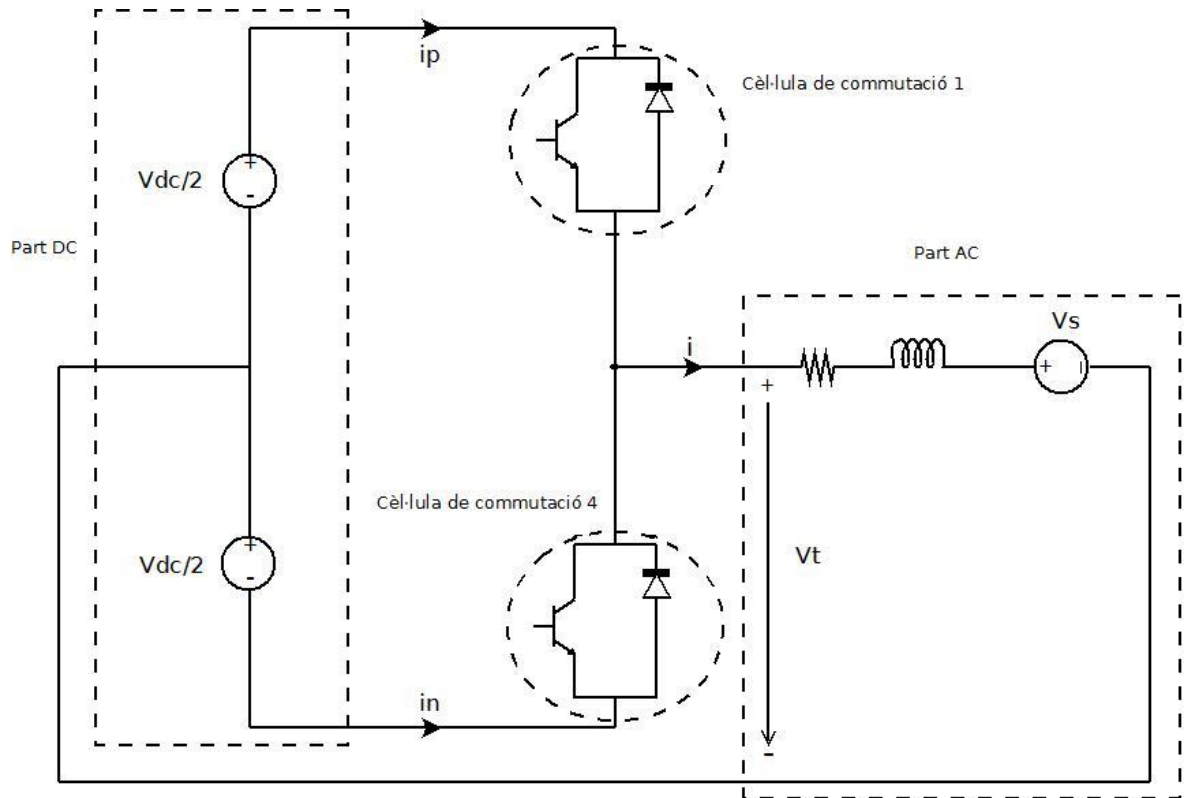 ip
Cèl·lula de commutació 1
+
Vdc/2
-
Part DC
Part AC
Vs
i
+ -
+
Cèl·lula de commutació 4
+
Vdc/2
-
Vt
in
-